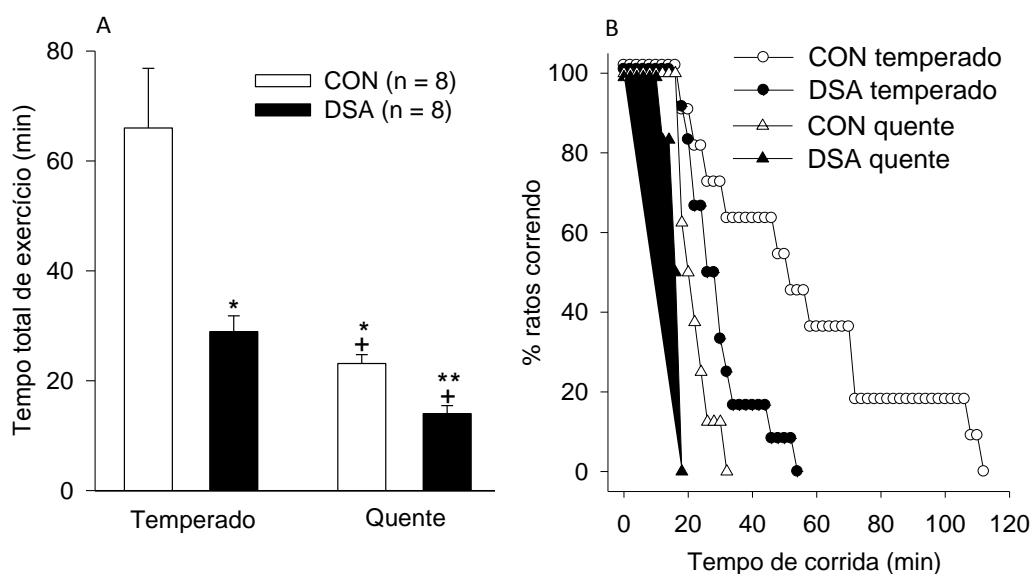 A
Tempo total de exercício (min)
80
60
40
20
0
CON (n = 8)
DSA (n = 8)
*
*
+
**
+
Temperado
Quente
B
% ratos correndo
100
80
60
40
20
0
CON temperado
DSA temperado
CON quente
DSA quente
0 20 40 60 80 100 120
Tempo de corrida (min)